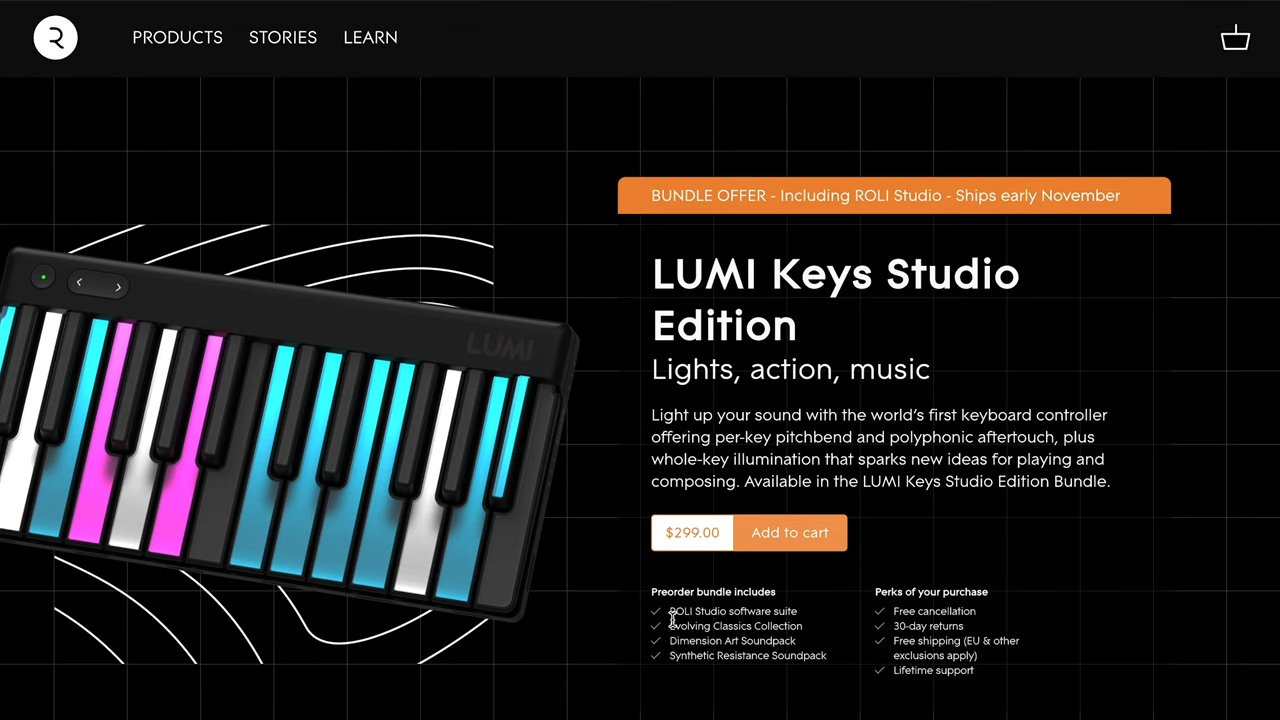 R
PRODUCTS STORIES LEARN
BUNDLE OFFER - Including ROLI Studio - Ships early November
LUMI
LUMI Keys Studio
Edition
Lights, action, music
Light up your sound with the world's first keyboard controller
offering per-key pitchbend and polyphonic aftertouch, plus
whole-key illumination that sparks new ideas for playing and
composing. Available in the LUMI Keys Studio Edition Bundle.
$299.00 Add to cart
Preorder bundle includes
ROLI Studio software suite
Evolving Classics Collection
Dimension Art Soundpack
Synthetic Resistance Soundpack
Perks of your purchase
Free cancellation
30-day returns
Free shipping (EU & other
exclusions apply)
Lifetime support